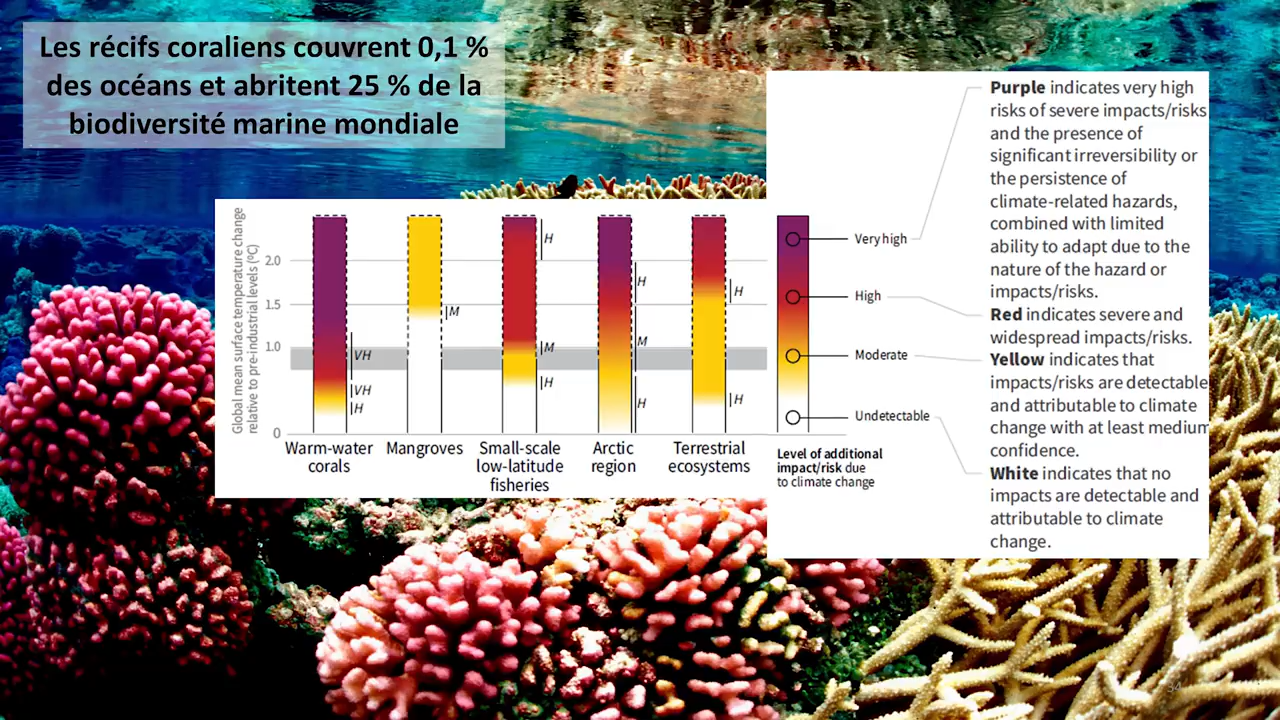 Les récifs coraliens couvrent 0,1 %
des océans et abritent 25 % de la
biodiversité marine mondiale
Global mean surface temperature change
relative to pre-industrial levels (ºC)
2.0
1.5
1.0
0
VH
VH
H
M
H
M
H
H
M
H
H
H
Warm-water
corals
Mangroves
Small-scale
low-latitude
fisheries
Arctic
region
Terrestrial
ecosystems
Very high
High
Moderate
Undetectable
Level of additional
impact/risk due
to climate change
Purple indicates very high
risks of severe impacts/risks
and the presence of
significant irreversibility or
the persistence of
climate-related hazards,
combined with limited
ability to adapt due to the
nature of the hazard or
impacts/risks.
Red indicates severe and
widespread impacts/risks.
Yellow indicates that
impacts/risks are detectable
and attributable to climate
change with at least medium
confidence.
White indicates that no
impacts are detectable and
attributable to climate
change.
34